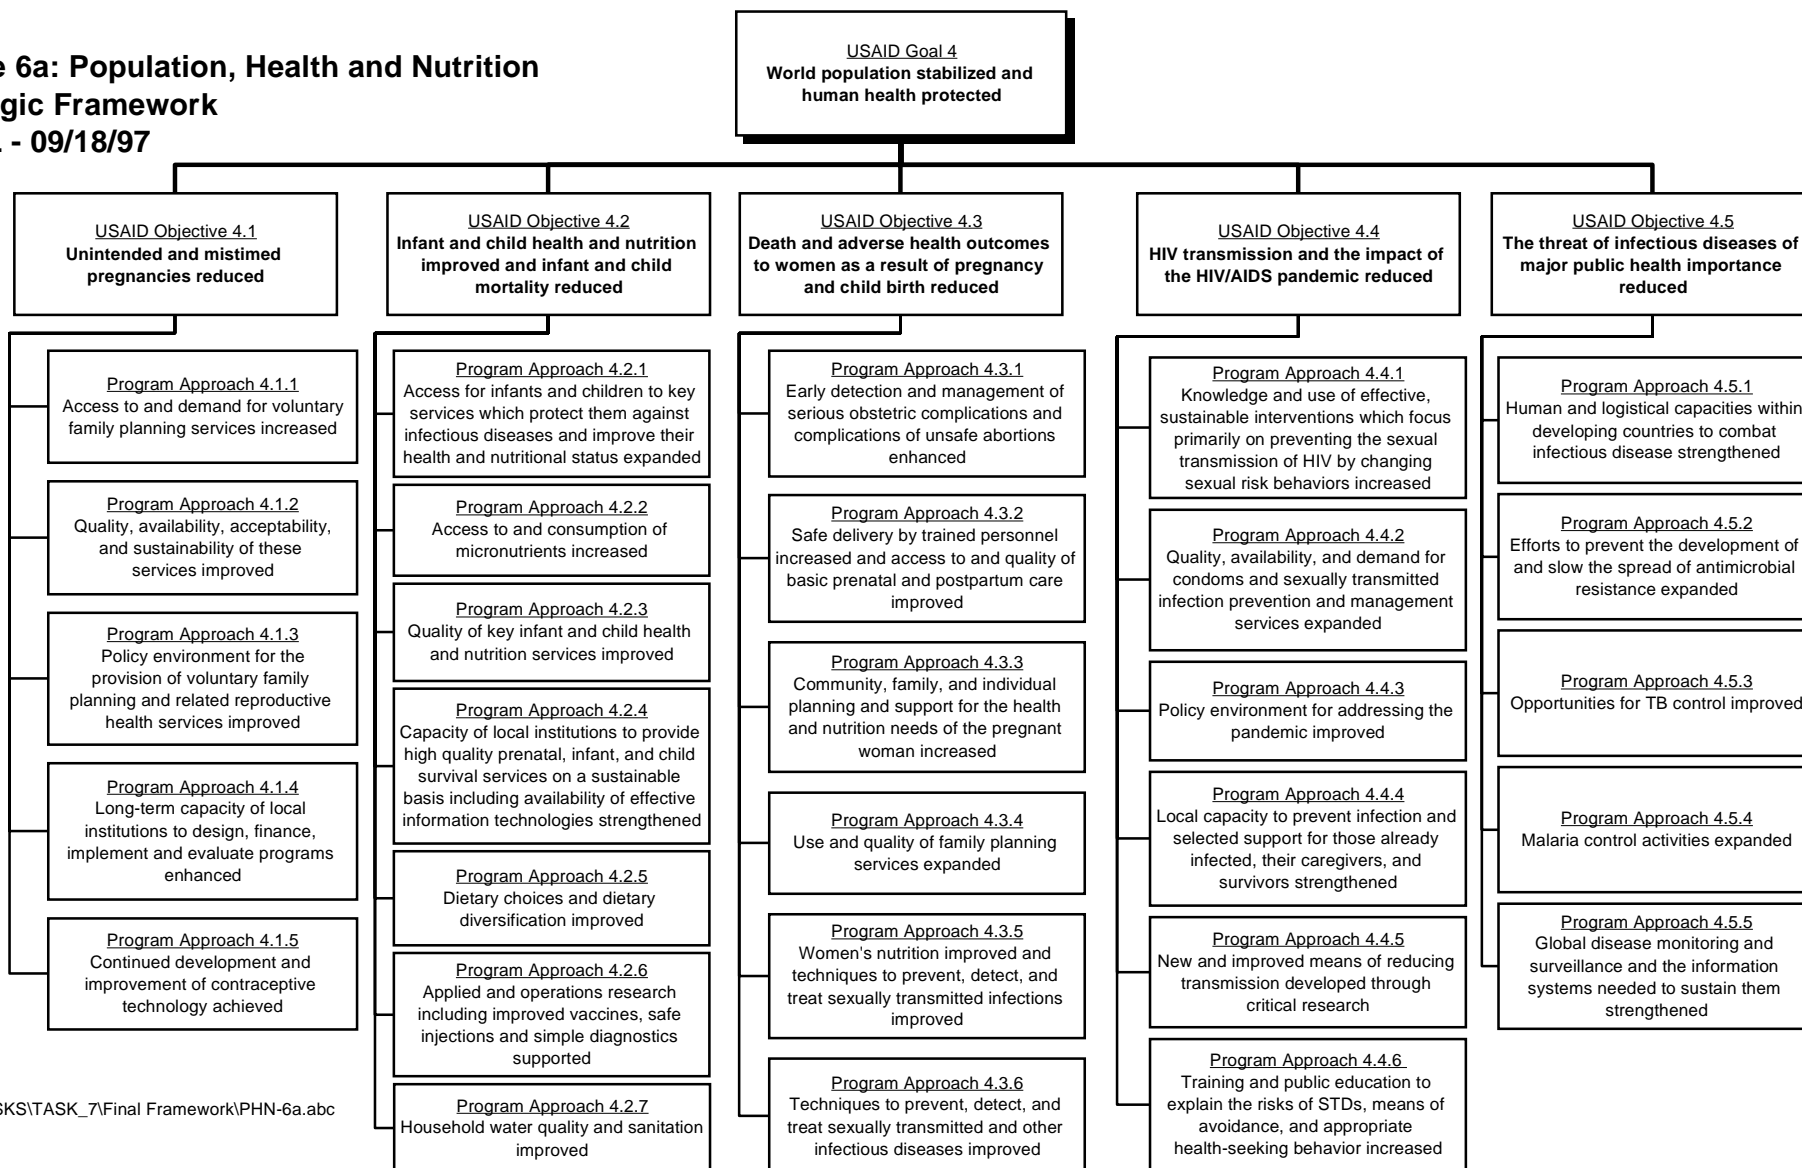 e 6a: Population, Health and Nutrition
gic Framework
- 09/18/97
USAID Goal 4
World population stabilized and
human health protected
USAID Objective 4.1
Unintended and mistimed
pregnancies reduced
Program Approach 4.1.1
Access to and demand for voluntary
family planning services increased
Program Approach 4.1.2
Quality, availability, acceptability,
and sustainability of these
services improved
Program Approach 4.1.3
Policy environment for the
provision of voluntary family
planning and related reproductive
health services improved
Program Approach 4.1.4
Long-term capacity of local
institutions to design, finance,
implement and evaluate programs
enhanced
Program Approach 4.1.5
Continued development and
improvement of contraceptive
technology achieved
USAID Objective 4.2
Infant and child health and nutrition
improved and infant and child
mortality reduced
Program Approach 4.2.1
Access for infants and children to key
services which protect them against
infectious diseases and improve their
health and nutritional status expanded
Program Approach 4.2.2
Access to and consumption of
micronutrients increased
Program Approach 4.2.3
Quality of key infant and child health
and nutrition services improved
Program Approach 4.2.4
Capacity of local institutions to provide
high quality prenatal, infant, and child
survival services on a sustainable
basis including availability of effective
information technologies strengthened
Program Approach 4.2.5
Dietary choices and dietary
diversification improved
Program Approach 4.2.6
Applied and operations research
including improved vaccines, safe
injections and simple diagnostics
supported
Program Approach 4.2.7
Household water quality and sanitation
improved
USAID Objective 4.3
Death and adverse health outcomes
to women as a result of pregnancy
and child birth reduced
Program Approach 4.3.1
Early detection and management of
serious obstetric complications and
complications of unsafe abortions
enhanced
Program Approach 4.3.2
Safe delivery by trained personnel
increased and access to and quality of
basic prenatal and postpartum care
improved
Program Approach 4.3.3
Community, family, and individual
planning and support for the health
and nutrition needs of the pregnant
woman increased
Program Approach 4.3.4
Use and quality of family planning
services expanded
Program Approach 4.3.5
Women's nutrition improved and
techniques to prevent, detect, and
treat sexually transmitted infections
improved
Program Approach 4.3.6
Techniques to prevent, detect, and
treat sexually transmitted and other
infectious diseases improved
USAID Objective 4.4
HIV transmission and the impact of
the HIV/AIDS pandemic reduced
Program Approach 4.4.1
Knowledge and use of effective,
sustainable interventions which focus
primarily on preventing the sexual
transmission of HIV by changing
sexual risk behaviors increased
Program Approach 4.4.2
Quality, availability, and demand for
condoms and sexually transmitted
infection prevention and management
services expanded
Program Approach 4.4.3
Policy environment for addressing the
pandemic improved
Program Approach 4.4.4
Local capacity to prevent infection and
selected support for those already
infected, their caregivers, and
survivors strengthened
Program Approach 4.4.5
New and improved means of reducing
transmission developed through
critical research
Program Approach 4.4.6
Training and public education to
explain the risks of STDs, means of
avoidance, and appropriate
health-seeking behavior increased
USAID Objective 4.5
The threat of infectious diseases of
major public health importance
reduced
Program Approach 4.5.1
Human and logistical capacities within
developing countries to combat
infectious disease strengthened
Program Approach 4.5.2
Efforts to prevent the development of
and slow the spread of antimicrobial
resistance expanded
Program Approach 4.5.3
Opportunities for TB control improved
Program Approach 4.5.4
Malaria control activities expanded
Program Approach 4.5.5
Global disease monitoring and
surveillance and the information
systems needed to sustain them
strengthened
SKS\TASK_7\Final Framework\PHN-6a.abc